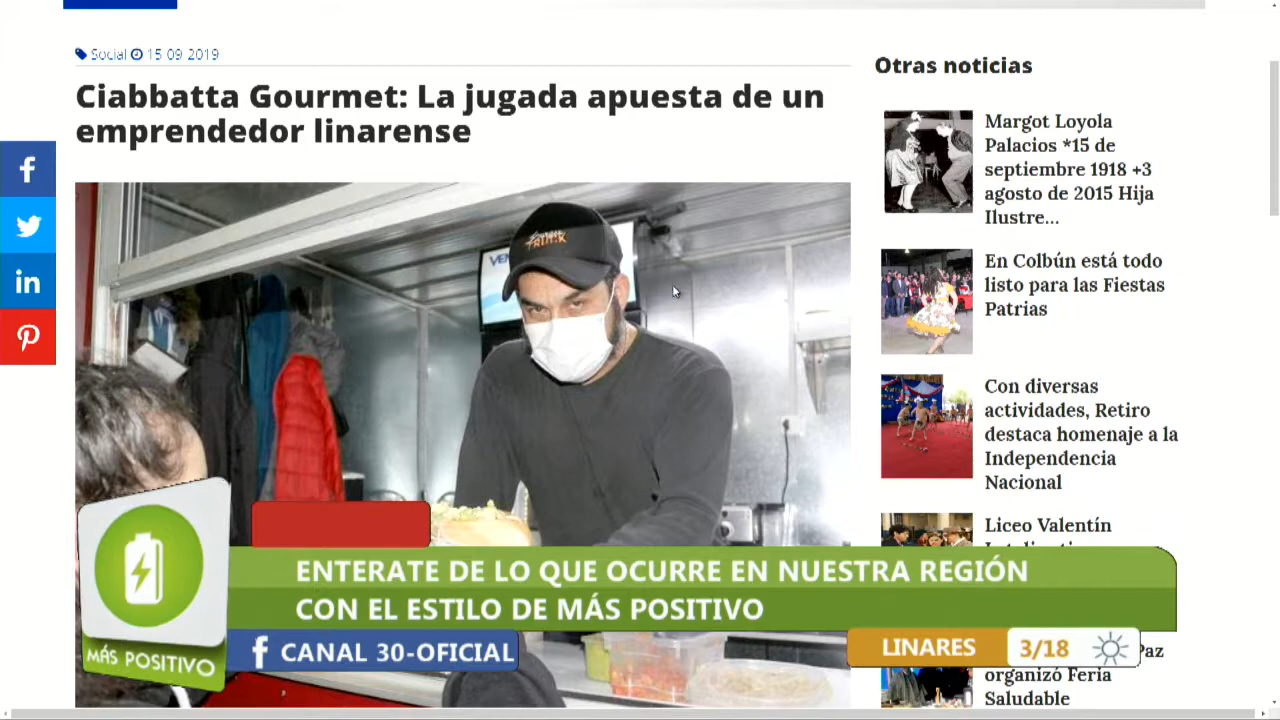 Social 15 09 2019
Ciabbatta Gourmet: La jugada apuesta de un
emprendedor linarense
Otras noticias
Margot Loyola
Palacios *15 de
septiembre 1918 +3
agosto de 2015 Hija
Ilustre...
En Colbún está todo
listo para las Fiestas
Patrias
Con diversas
actividades, Retiro
destaca homenaje a la
Independencia
Nacional
Liceo Valentín
Paz
organizó Feria
Saludable
f
in
ENTERATE DE LO QUE OCURRE EN NUESTRA REGIÓN
CON EL ESTILO DE MÁS POSITIVO
MÁS POSITIVO
f CANAL 30-OFICIAL
LINARES 3/18